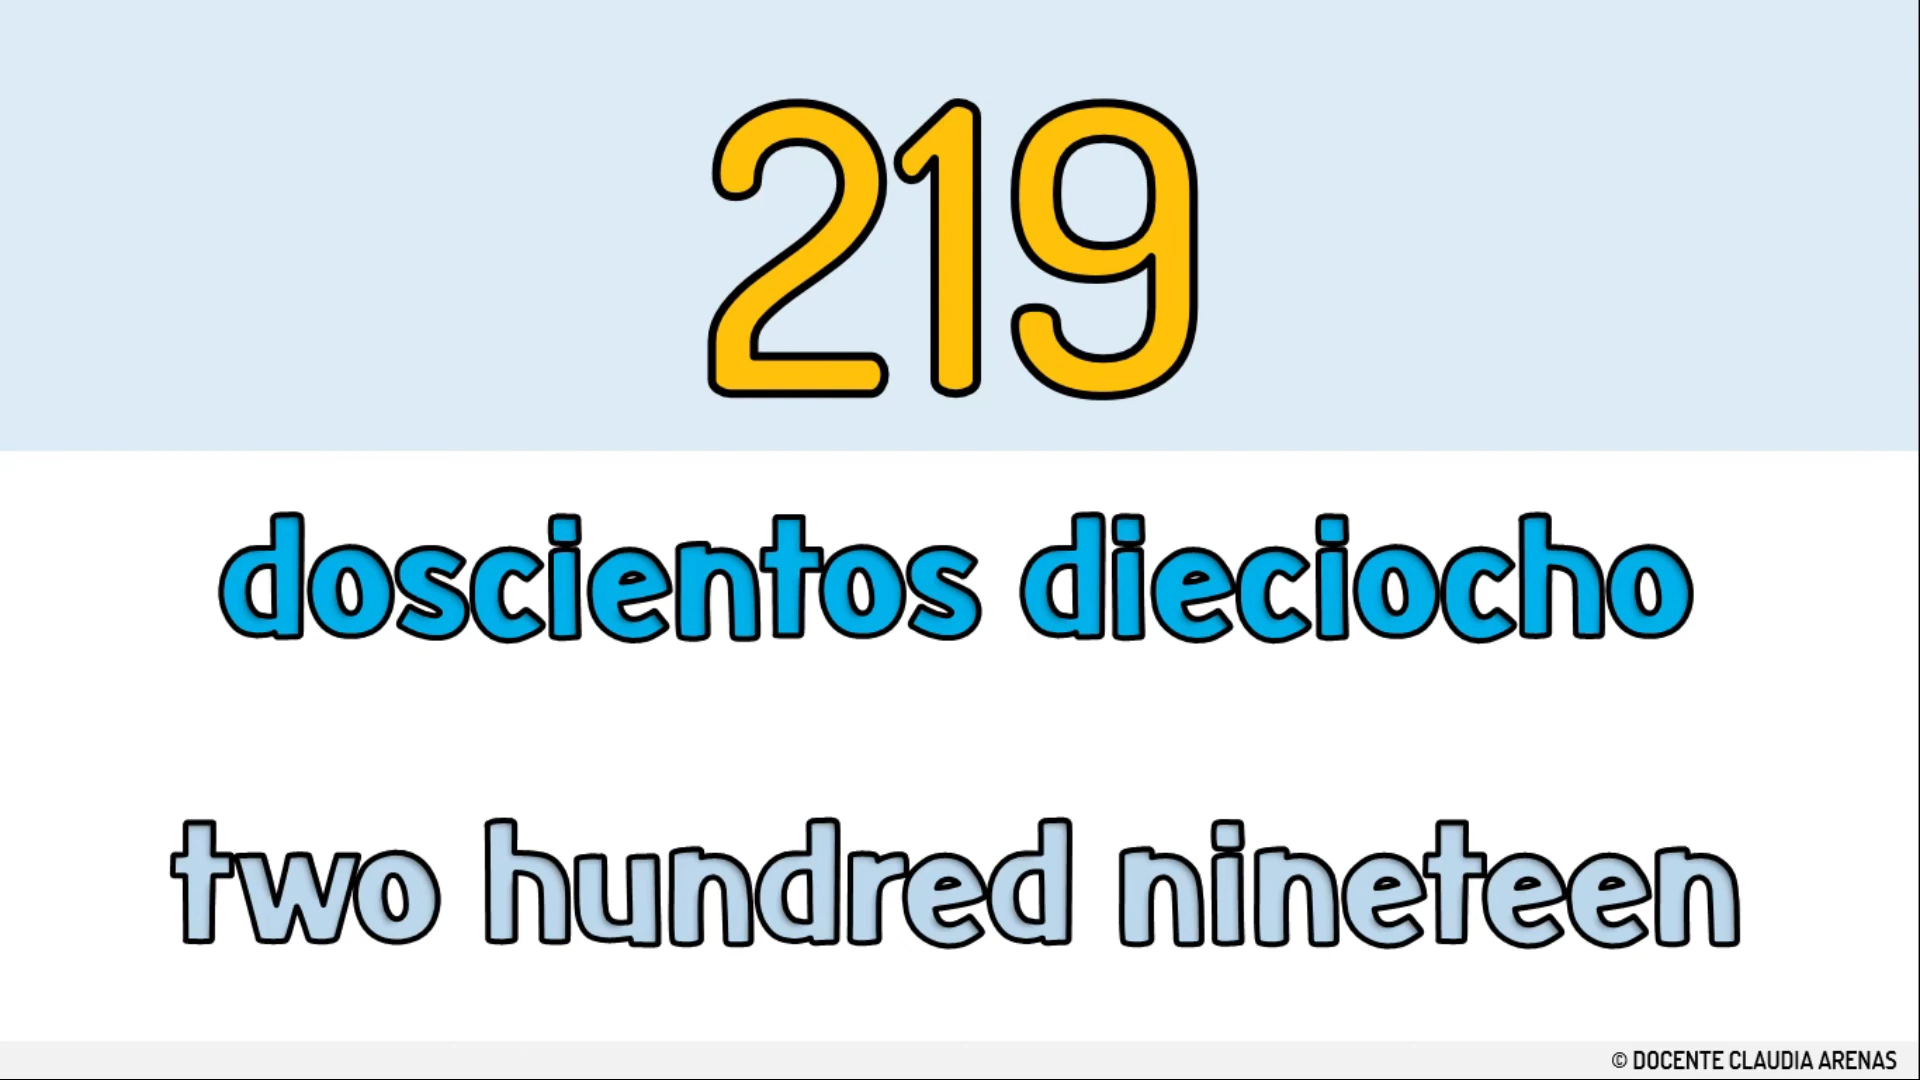 219
doscientos dieciocho
two hundred nineteen
© DOCENTE CLAUDIA ARENAS